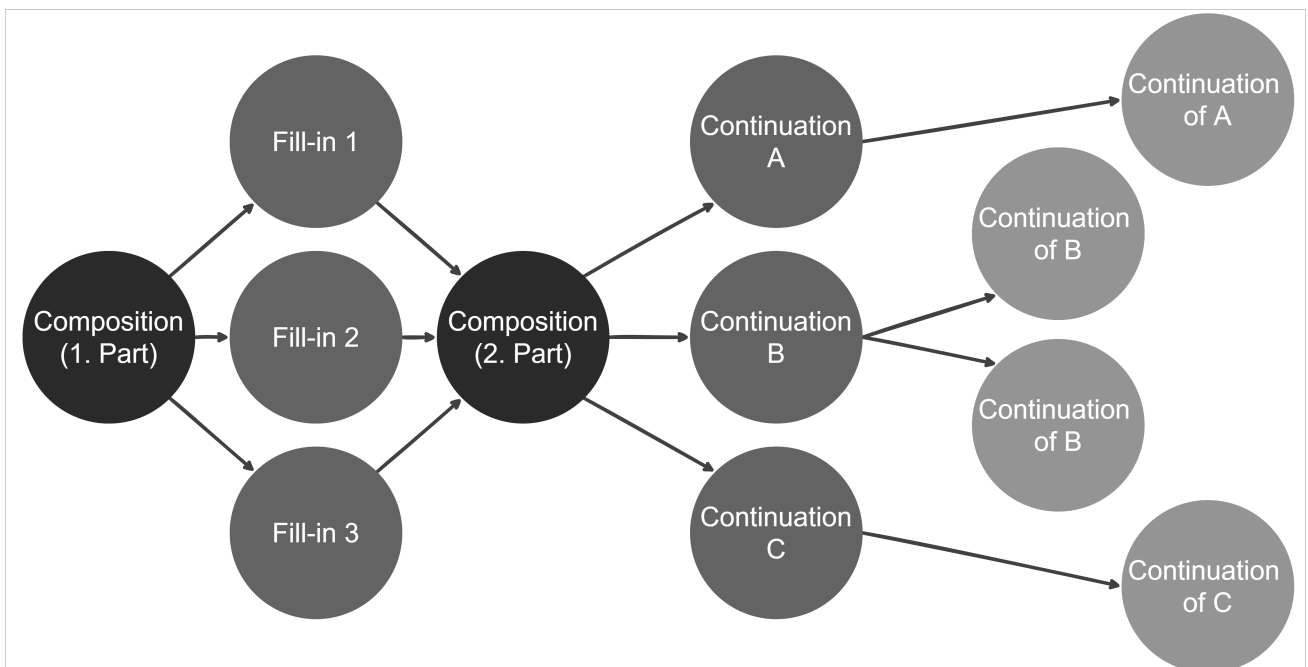 Composition
(1. Part)
Fill-in 1
Fill-in 2
Fill-in 3
Composition
(2. Part)
Continuation
A
Continuation
B
Continuation
C
Continuation
of A
Continuation
of B
Continuation
of B
Continuation
of C